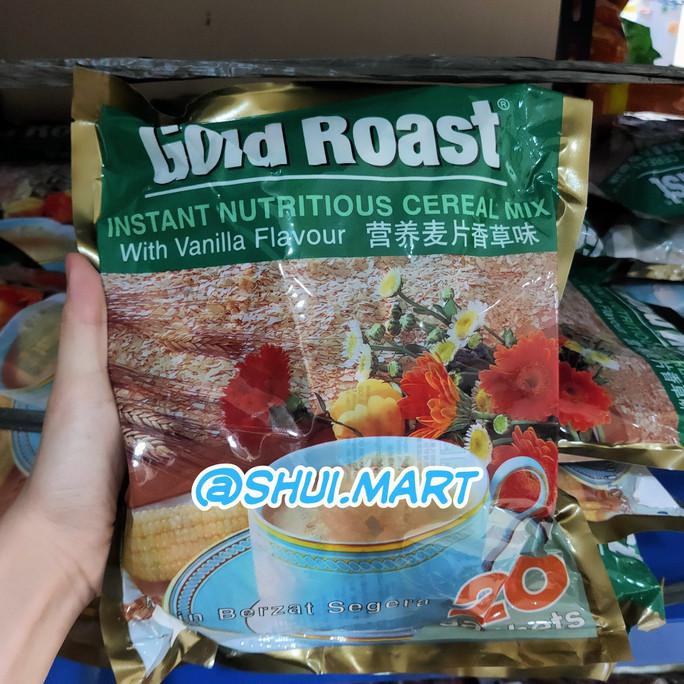 Gold Roast®
INSTANT NUTRITIOUS CEREAL MIX
With Vanilla Flavour 营养麦片香草味
@SHUI.MART
Berzat Segera
20